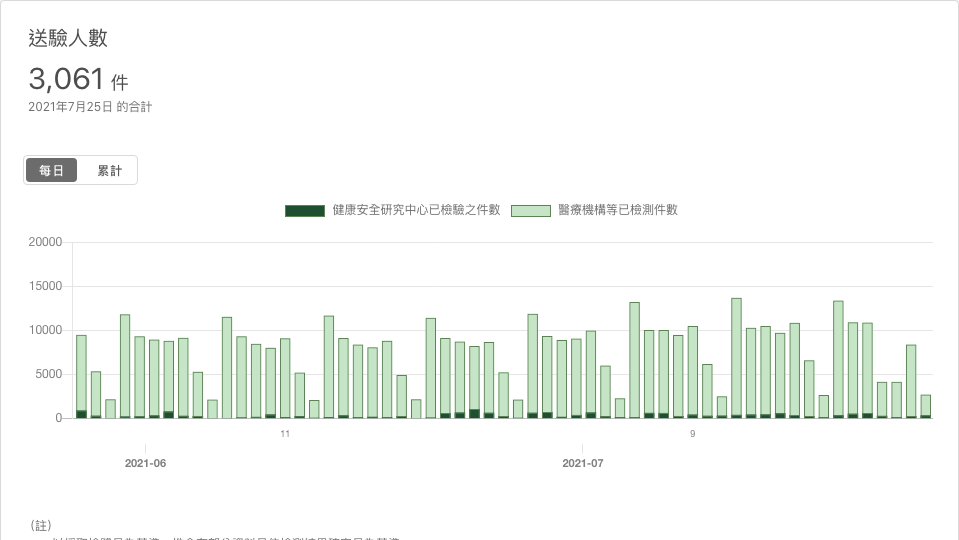 送驗人數
3,061 件
2021年7月25日 的合計
每日 累計
健康安全研究中心已檢驗之件數 醫療機構等已檢測件數
20000
15000
10000
5000
0
11 9
2021-06 2021-07
(註)